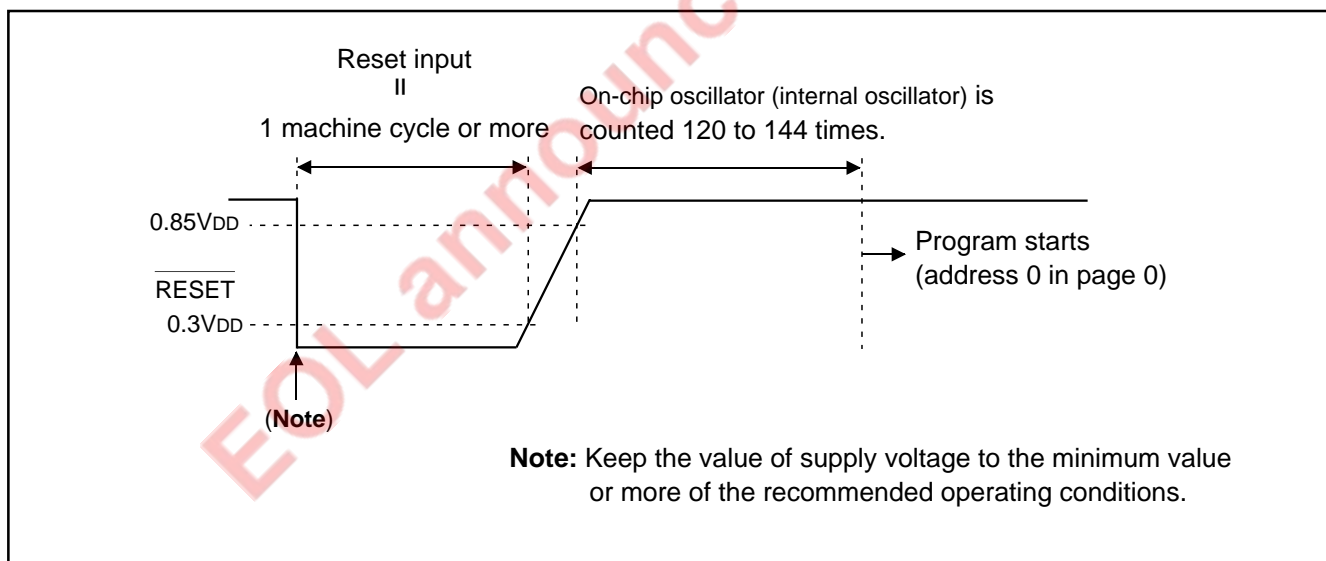 Reset input
=
1 machine cycle or more
On-chip oscillator (internal oscillator) is
counted 120 to 144 times.
0.85VDD
RESET
0.3VDD
Program starts
(address 0 in page 0)
(Note)
Note: Keep the value of supply voltage to the minimum value
or more of the recommended operating conditions.
EOL announc